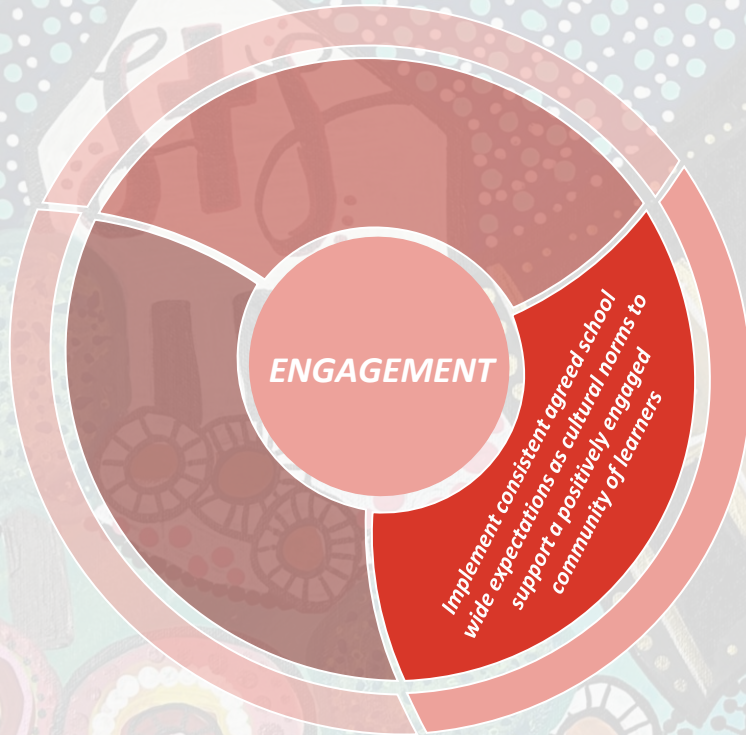 ENGAGEMENT
Implement consistent agreed school
wide expectations as cultural norms to
support a positively engaged
community of learners